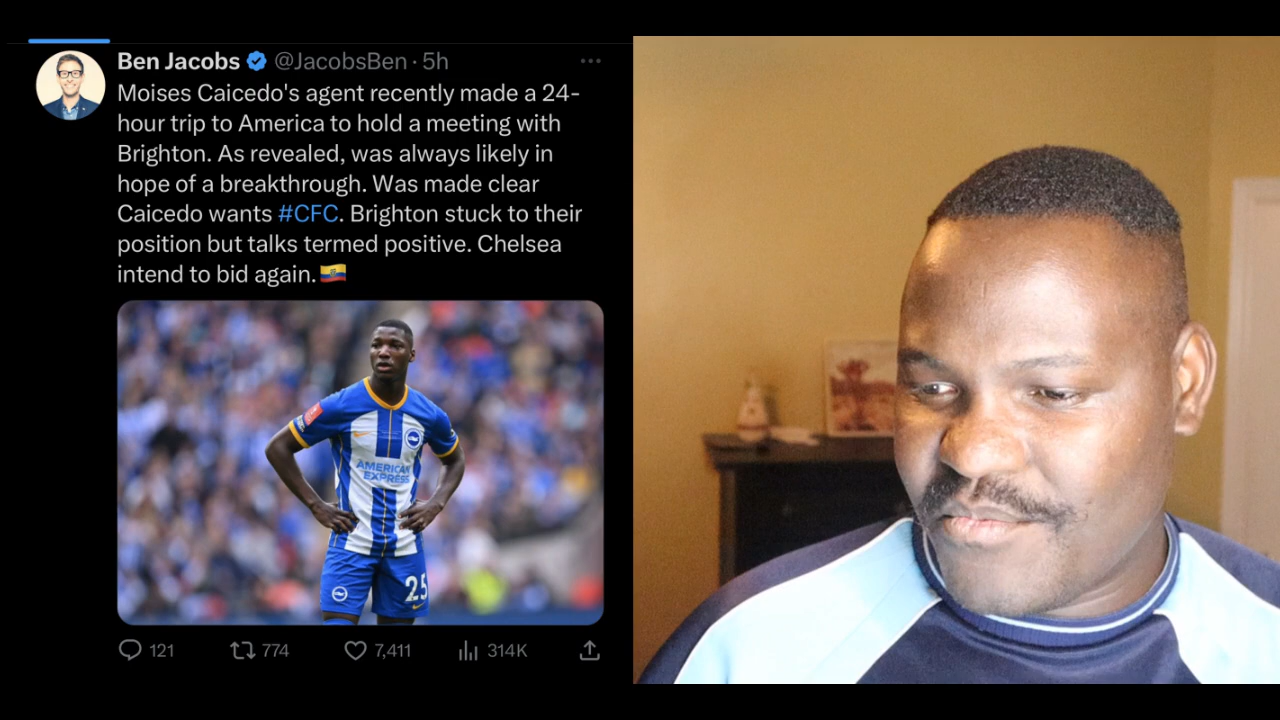 Ben Jacobs @JacobsBen · 5h
Moises Caicedo's agent recently made a 24-
hour trip to America to hold a meeting with
Brighton. As revealed, was always likely in
hope of a breakthrough. Was made clear
Caicedo wants #CFC. Brighton stuck to their
position but talks termed positive. Chelsea
intend to bid again.🇪🇨
AMERICAN
EXPRESS
25
121 774 7,411 314K